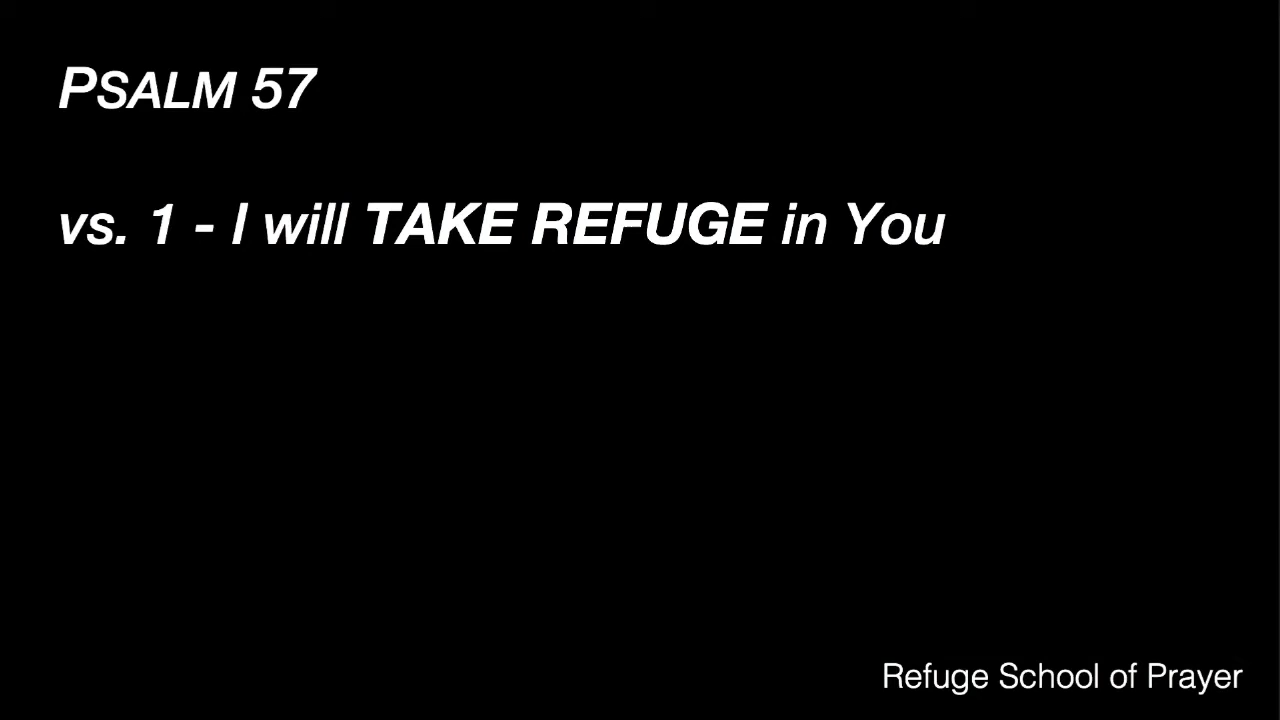 PSALM 57
vs. 1 - I will TAKE REFUGE in You
Refuge School of Prayer